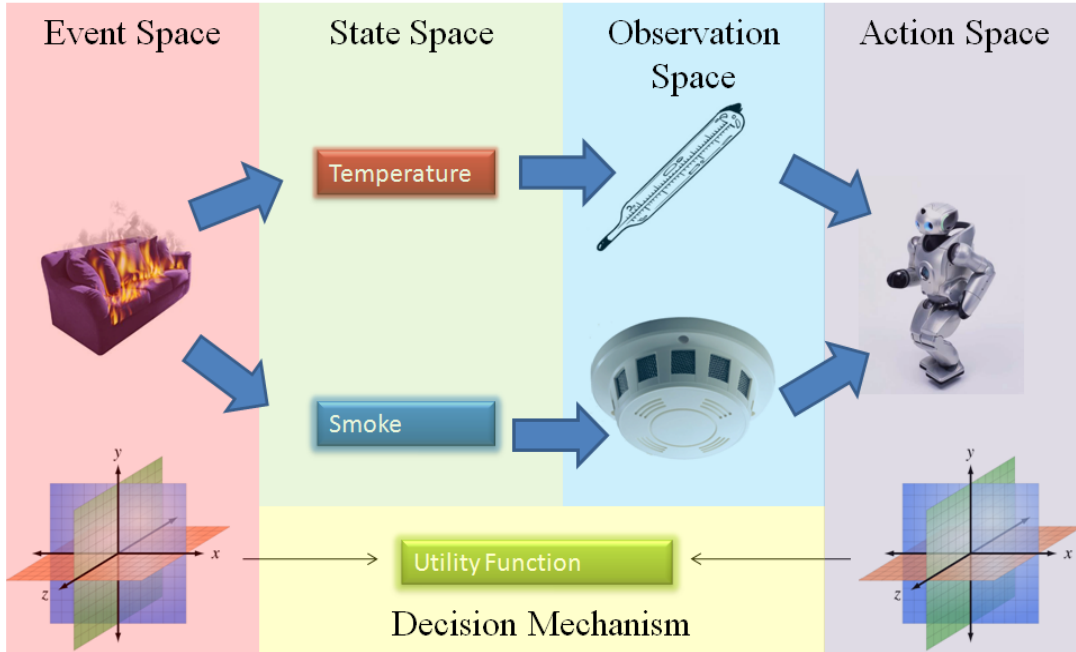 Event Space
State Space
Observation
Space
Action Space
Temperature
Smoke
y
x
z
y
x
z
Utility Function
Decision Mechanism